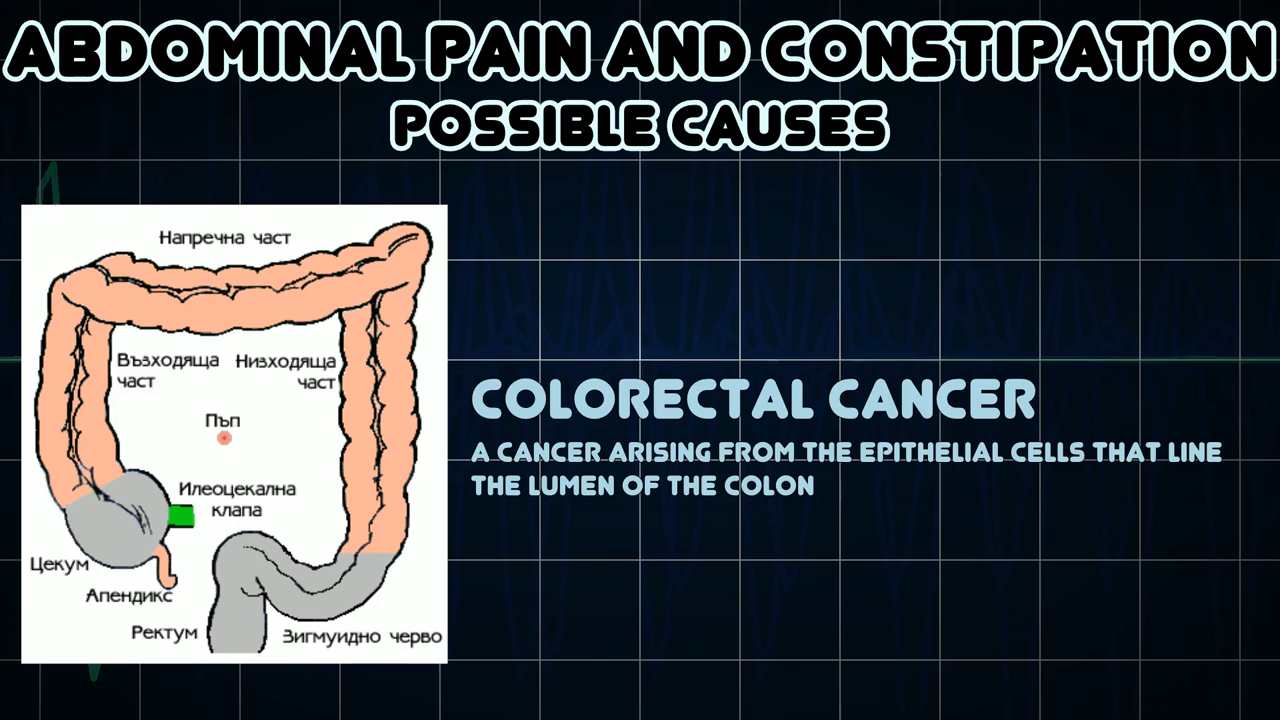 ABDOMINAL PAIN AND CONSTIPATION
POSSIBLE CAUSES
Напречна част
Възходяща
част
Низходяща
част
Пъп
Илеоцекална
клапа
Цекум
Апендикс
Ректум
Зигмуидно черво
COLORECTAL CANCER
A CANCER ARISING FROM THE EPITHELIAL CELLS THAT LINE
THE LUMEN OF THE COLON